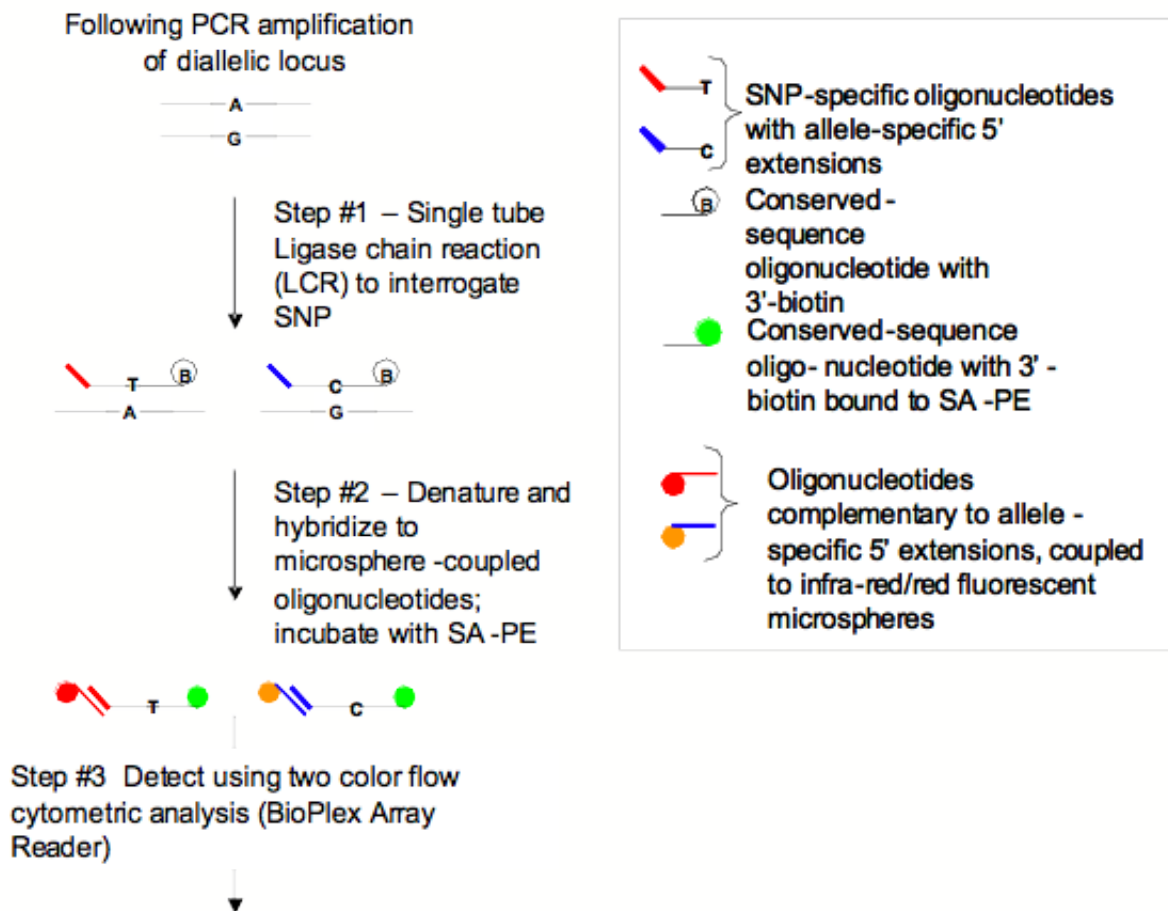 Following PCR amplification
of diallelic locus
A
G
Step #1 – Single tube
Ligase chain reaction
(LCR) to interrogate
SNP
T
B
C
B
A
G
Step #2 – Denature and
hybridize to
microsphere -coupled
oligonucleotides;
incubate with SA -PE
T
C
Step #3 Detect using two color flow
cytometric analysis (BioPlex Array
Reader)
T
C
SNP-specific oligonucleotides
with allele-specific 5'
extensions
B
Conserved -
sequence
oligonucleotide with
3'-biotin
Conserved -sequence
oligo- nucleotide with 3' -
biotin bound to SA -PE
Oligonucleotides
complementary to allele -
specific 5' extensions, coupled
to infra-red/red fluorescent
microspheres